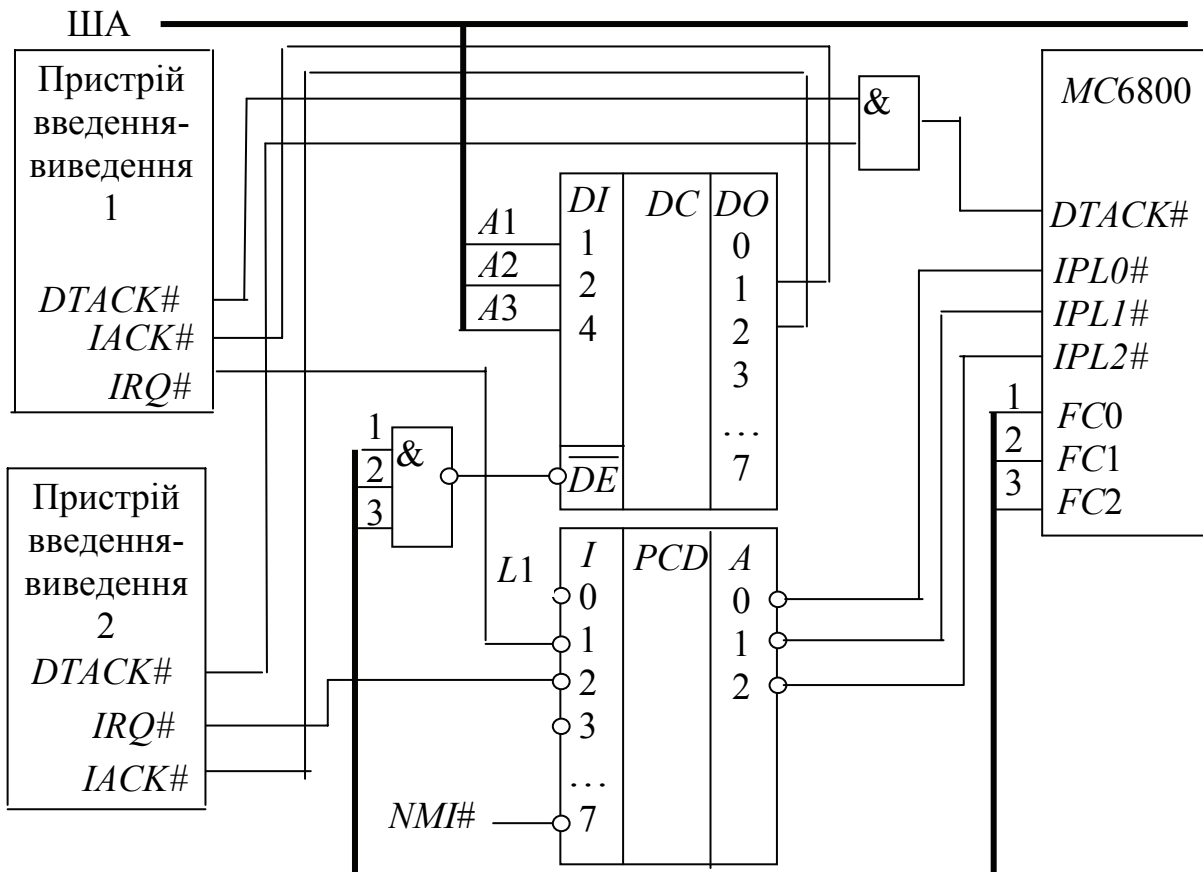 ША
Пристрій
введення-
виведення
1
DTACK#
IACK#
IRQ#
Пристрій
введення-
виведення
2
DTACK#
IRQ#
IACK#
&
MC6800
DTACK#
IPL0#
IPL1#
IPL2#
1 FC0
2 FC1
3 FC2
DI DC DO
A1 1 0
A2 2 1
A3 4 2
3
…
DE 7
1 &
2
3
L1
I PCD A
0 0
1 1
2 2
3
…
NMI# 7